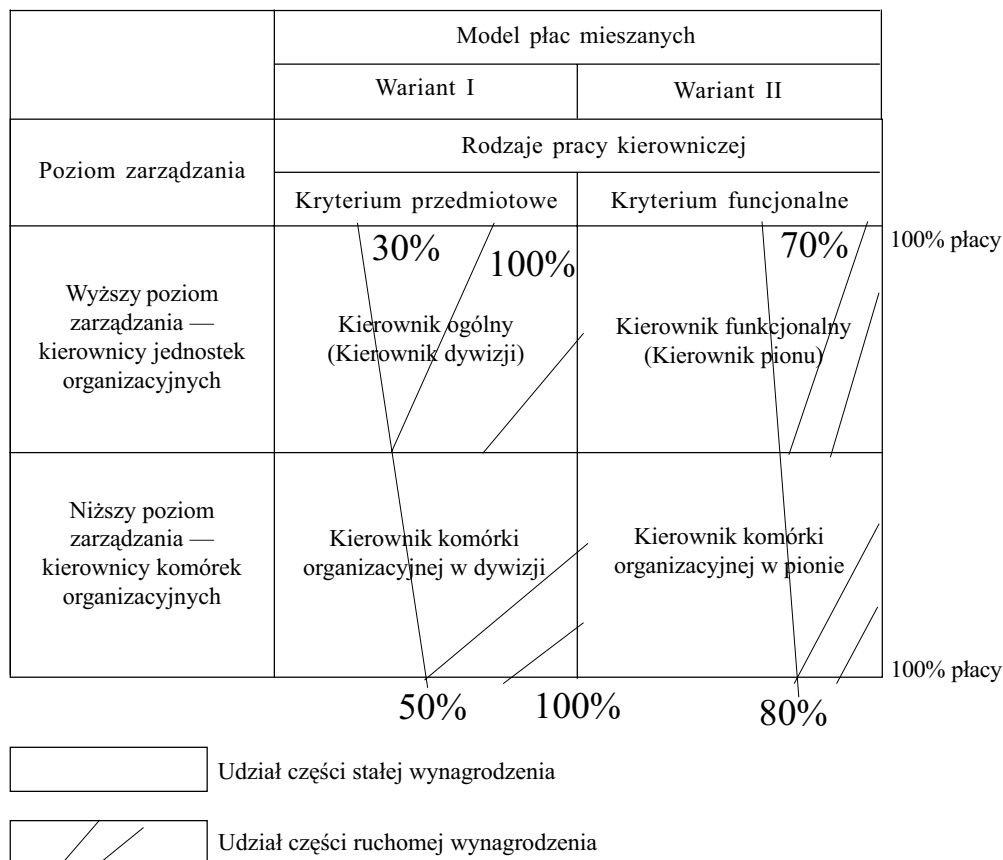 Model płac mieszanych
Wariant I
Wariant II
Poziom zarządzania
Rodzaje pracy kierowniczej
Kryterium przedmiotowe
Kryterium funcjonalne
Wyższy poziom
zarządzania —
kierownicy jednostek
organizacyjnych
30%
100%
Kierownik ogólny
(Kierownik dywizji)
70%
Kierownik funkcjonalny
(Kierownik pionu)
100% płacy
Niższy poziom
zarządzania —
kierownicy komórek
organizacyjnych
Kierownik komórki
organizacyjnej w dywizji
Kierownik komórki
organizacyjnej w pionie
100% płacy
50%
100%
80%
Udział części stałej wynagrodzenia
Udział części ruchomej wynagrodzenia